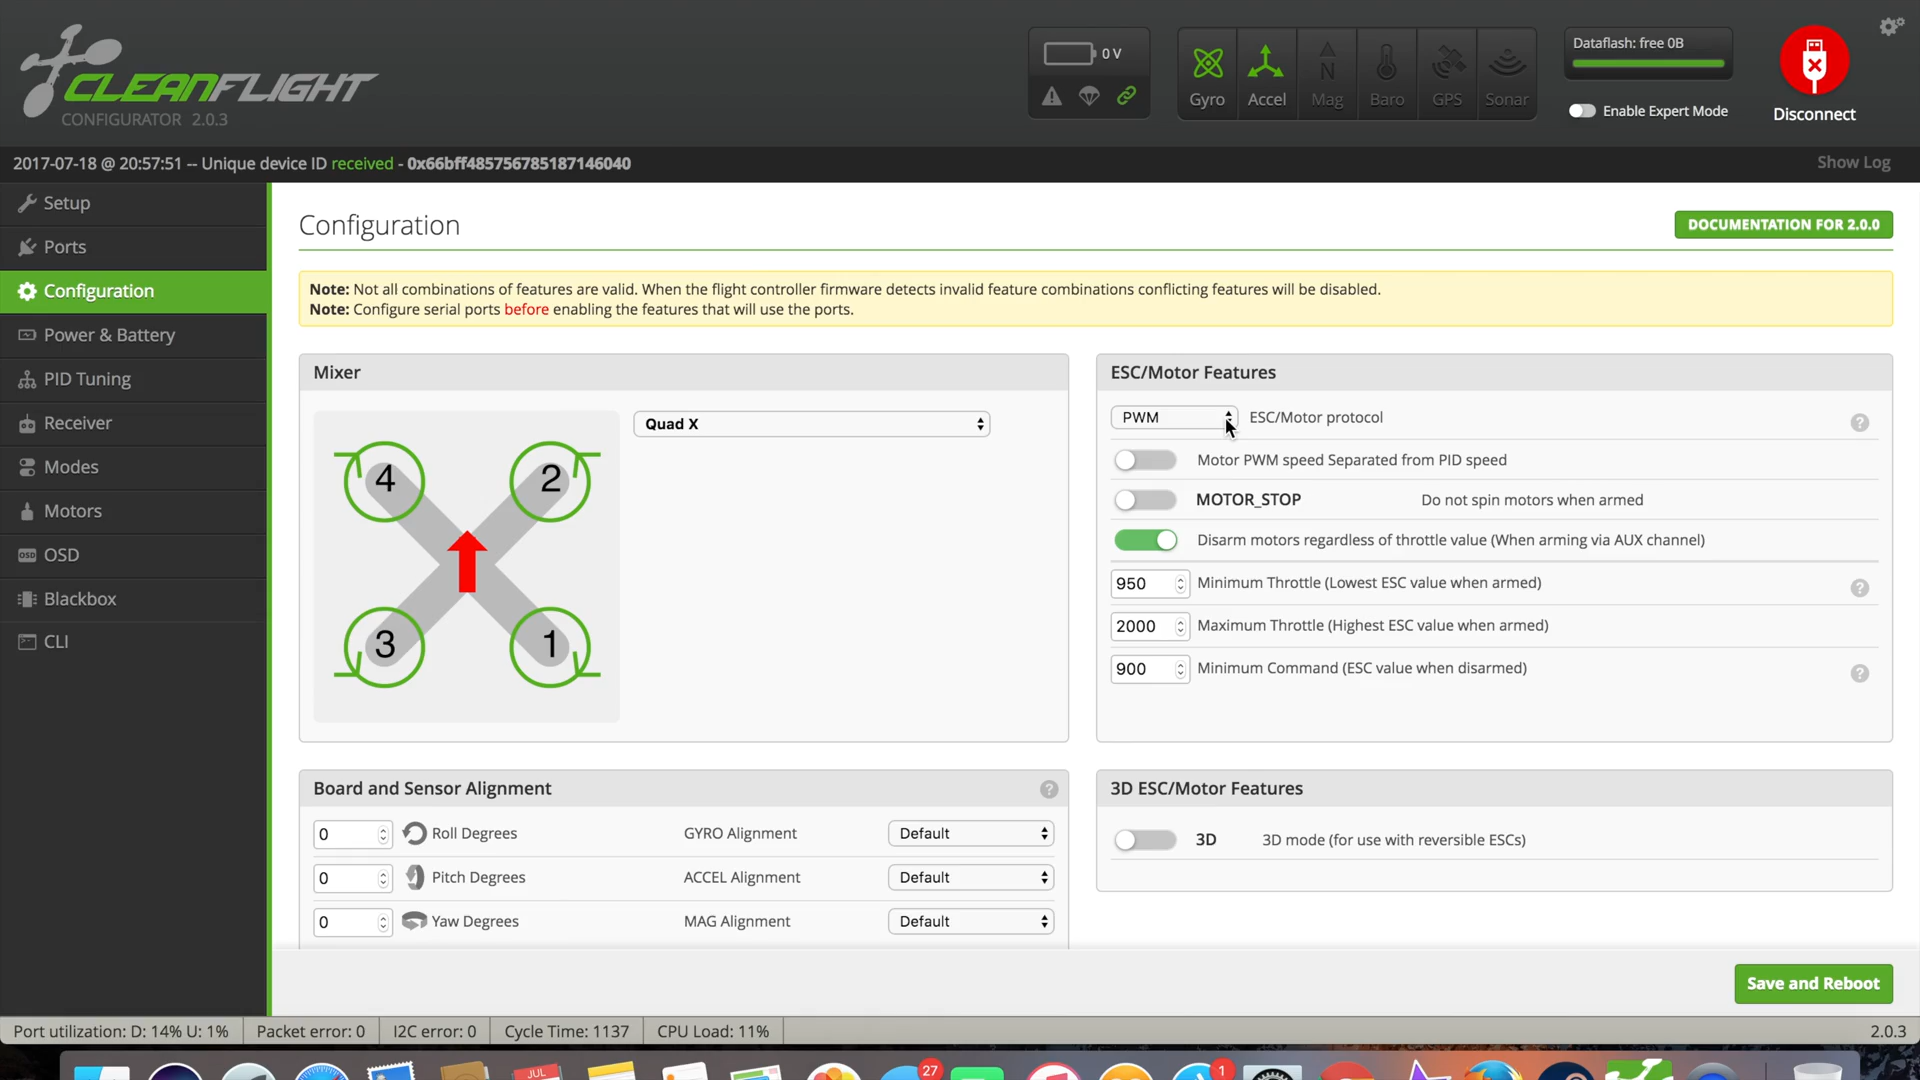 CLEANFLIGHT
CONFIGURATOR 2.0.3
0 V
Gyro
Accel
N
Mag
Baro
GPS
Sonar
Dataflash: free 0B
Enable Expert Mode
Disconnect
2017-07-18 @ 20:57:51 -- Unique device ID received - 0x66bff485756785187146040
Show Log
Setup
Ports
Configuration
Power & Battery
PID Tuning
Receiver
Modes
Motors
OSD OSD
Blackbox
CLI
Configuration
DOCUMENTATION FOR 2.0.0
Note: Not all combinations of features are valid. When the flight controller firmware detects invalid feature combinations conflicting features will be disabled.
Note: Configure serial ports before enabling the features that will use the ports.
Mixer
Quad X
4
2
3
1
ESC/Motor Features
PWM ESC/Motor protocol ?
Motor PWM speed Separated from PID speed
MOTOR_STOP Do not spin motors when armed
Disarm motors regardless of throttle value (When arming via AUX channel)
950 Minimum Throttle (Lowest ESC value when armed) ?
2000 Maximum Throttle (Highest ESC value when armed)
900 Minimum Command (ESC value when disarmed) ?
Board and Sensor Alignment ?
0 Roll Degrees GYRO Alignment Default
0 Pitch Degrees ACCEL Alignment Default
0 Yaw Degrees MAG Alignment Default
3D ESC/Motor Features
3D 3D mode (for use with reversible ESCs)
Save and Reboot
Port utilization: D: 14% U: 1% Packet error: 0 I2C error: 0 Cycle Time: 1137 CPU Load: 11% 2.0.3
JUL
27
1